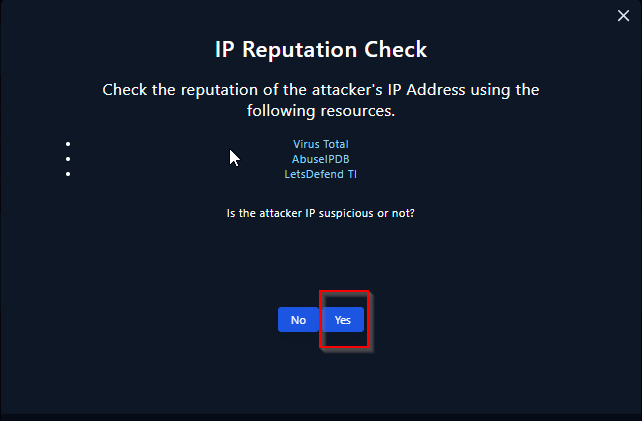 IP Reputation Check
Check the reputation of the attacker's IP Address using the
following resources.
Virus Total
AbuseIPDB
LetsDefend TI
Is the attacker IP suspicious or not?
No Yes